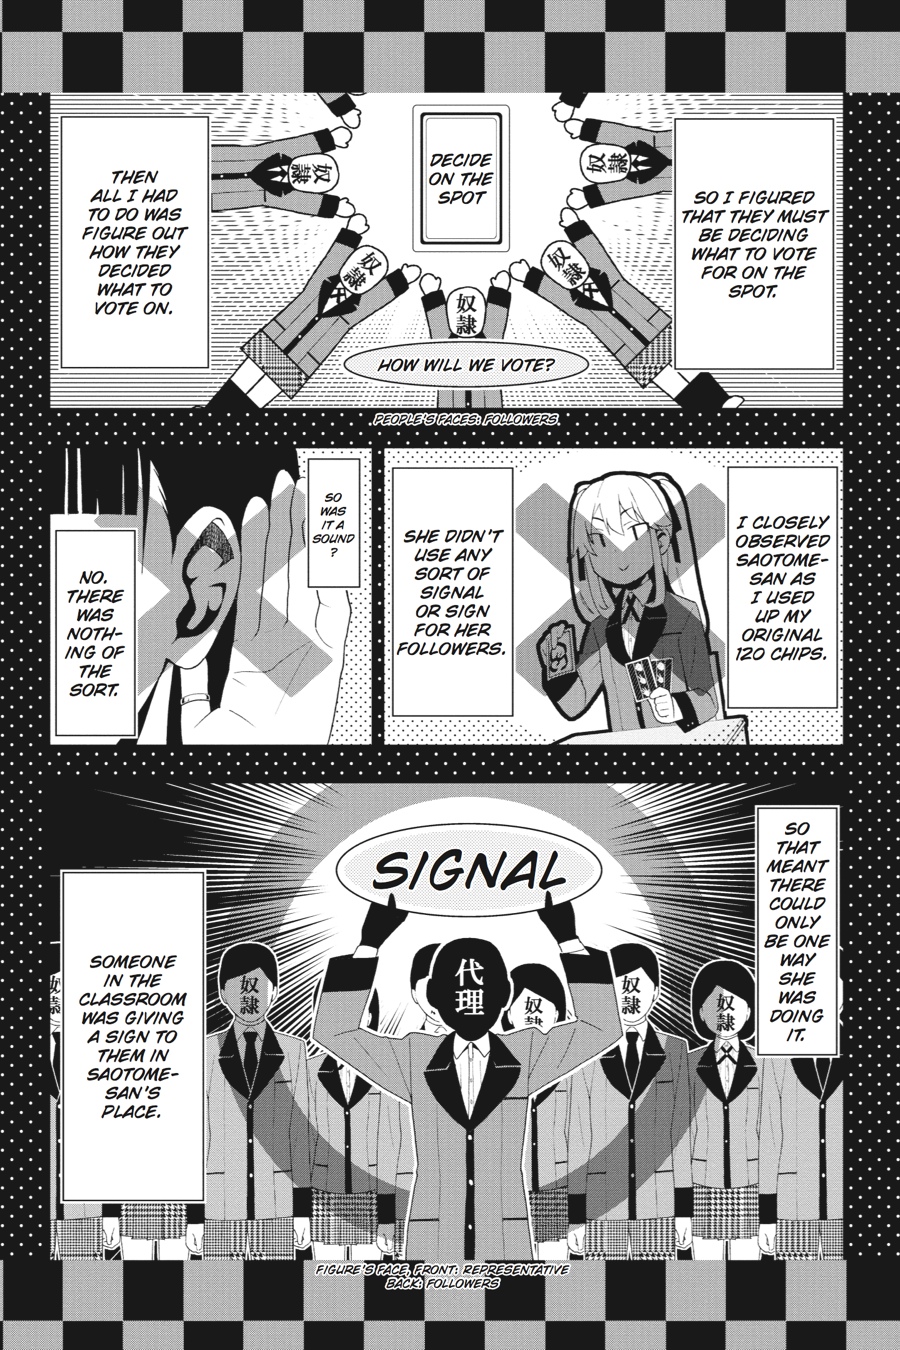 SO I FIGURED
THAT THEY MUST
BE DECIDING
WHAT TO VOTE
FOR ON THE
SPOT.
DECIDE
ON THE
SPOT
THEN
ALL I HAD
TO DO WAS
FIGURE OUT
HOW THEY
DECIDED
WHAT TO
VOTE ON.
奴隷
奴隷
奴隷
奴隷
奴隷
HOW WILL WE VOTE?
PEOPLE'S FACES: FOLLOWERS.
I CLOSELY
OBSERVED
SAOTOME-
SAN AS
I USED
UP MY
ORIGINAL
120 CHIPS.
SHE DIDN'T
USE ANY
SORT OF
SIGNAL
OR SIGN
FOR HER
FOLLOWERS.
SO
WAS
IT A
SOUND
?
NO.
THERE
WAS
NOTH-
ING OF
THE
SORT.
SO
THAT
MEANT
THERE
COULD
ONLY
BE ONE
WAY
SHE
WAS
DOING
IT.
SIGNAL
代理
奴隷
奴隷
奴隷
奴隷
奴隷
SOMEONE
IN THE
CLASSROOM
WAS GIVING
A SIGN TO
THEM IN
SAOTOME-
SAN'S
PLACE.
FIGURE'S FACE, FRONT: REPRESENTATIVE
BACK: FOLLOWERS